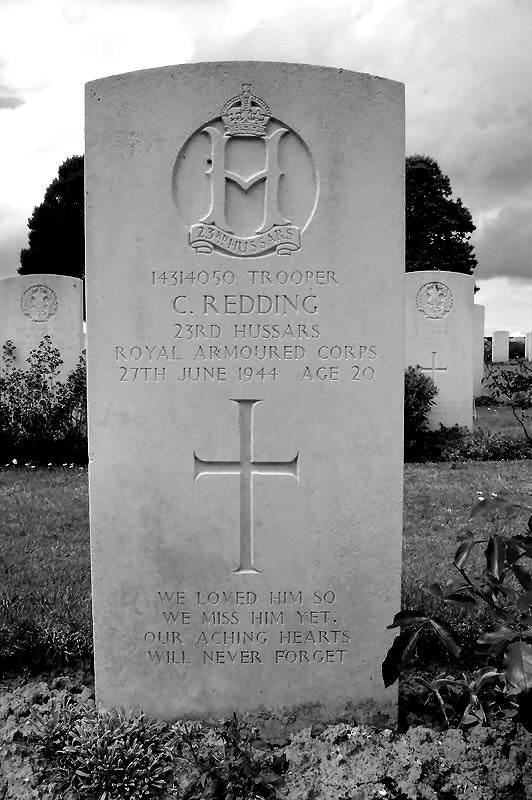 H
23RD HUSSARS
14314050 TROOPER
C. REDDING
23RD HUSSARS
ROYAL ARMOURED CORPS
27TH JUNE 1944 AGE 20
WE LOVED HIM SO
WE MISS HIM YET.
OUR ACHING HEARTS
WILL NEVER FORGET